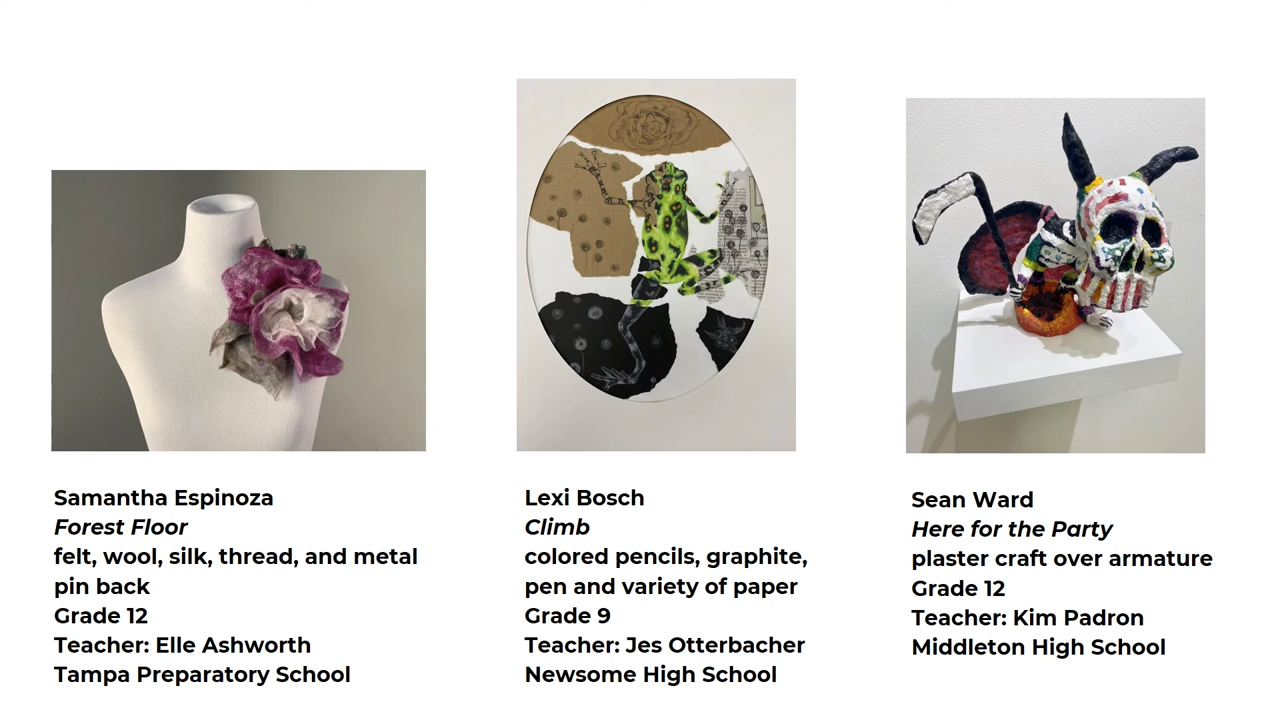 Samantha Espinoza
Forest Floor
felt, wool, silk, thread, and metal
pin back
Grade 12
Teacher: Elle Ashworth
Tampa Preparatory School
Lexi Bosch
Climb
colored pencils, graphite,
pen and variety of paper
Grade 9
Teacher: Jes Otterbacher
Newsome High School
Sean Ward
Here for the Party
plaster craft over armature
Grade 12
Teacher: Kim Padron
Middleton High School